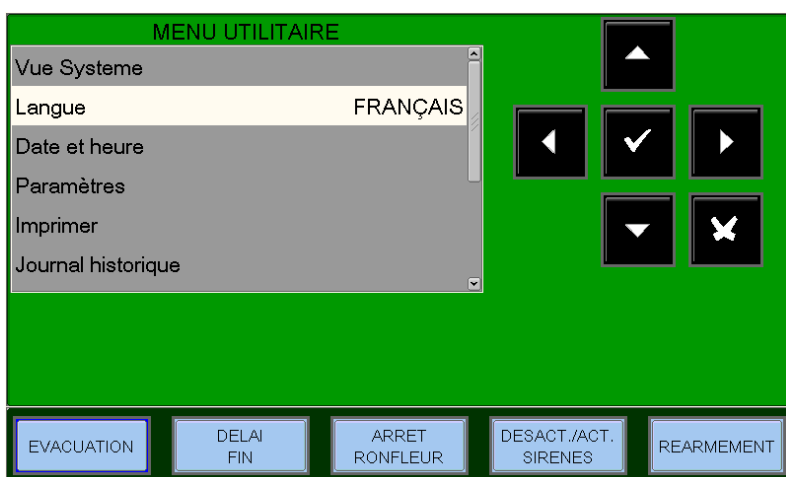 MENU UTILITAIRE
Vue Systeme
Langue FRANÇAIS
Date et heure
Paramètres
Imprimer
Journal historique
EVACUATION
DELAI
FIN
ARRET
RONFLEUR
DESACT./ACT.
SIRENES
REARMEMENT